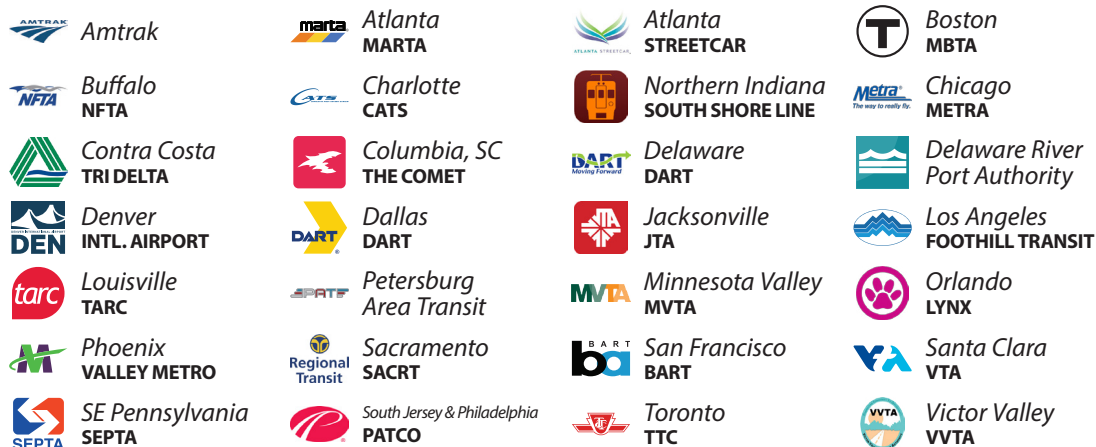 AMTRAK
Amtrak
marta
Atlanta
MARTA
ATLANTA STREETCAR
Atlanta
STREETCAR
T
Boston
MBTA
NFTA
Buffalo
NFTA
CATS
Charlotte
CATS
Northern Indiana
SOUTH SHORE LINE
Metra
The way to really fly.
Chicago
METRA
Contra Costa
TRI DELTA
Columbia, SC
THE COMET
DART
Moving Forward
Delaware
DART
Delaware River
Port Authority
DEN
Denver
INTL. AIRPORT
DART
Dallas
DART
JTA
Jacksonville
JTA
Los Angeles
FOOTHILL TRANSIT
tarc
Louisville
TARC
PAT
Petersburg
Area Transit
MVTA
Minnesota Valley
MVTA
Orlando
LYNX
M
Phoenix
VALLEY METRO
Regional
Transit
Sacramento
SACRT
BART
ba
San Francisco
BART
VTA
Santa Clara
VTA
SEPTA
SE Pennsylvania
SEPTA
South Jersey & Philadelphia
PATCO
TTC
Toronto
TTC
VVTA
Victor Valley
VVTA